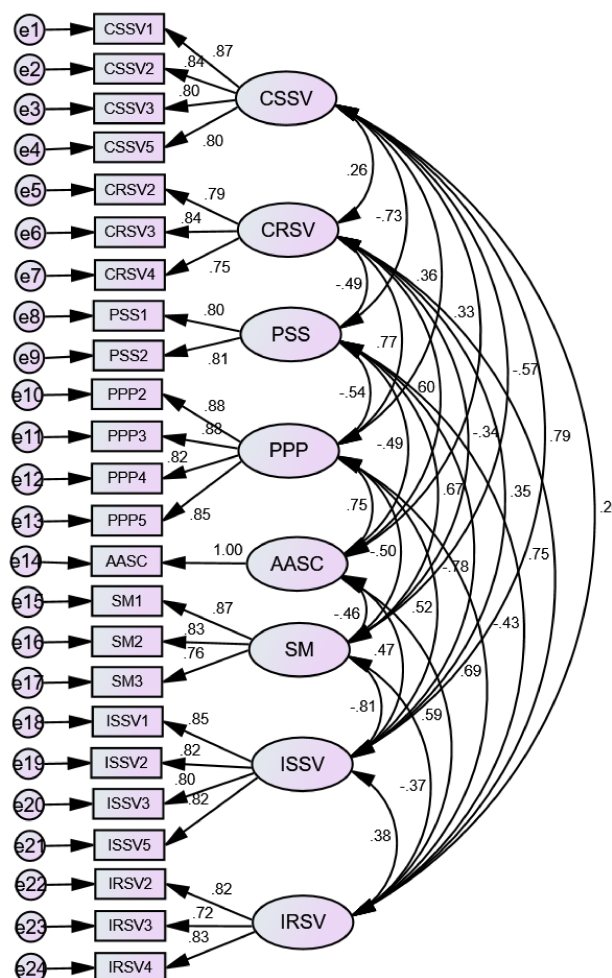 e1 CSSV1 .87
e2 CSSV2 .84
e3 CSSV3 .80
e4 CSSV5 .80
CSSV
e5 CRSV2 .79
e6 CRSV3 .84
e7 CRSV4 .75
CRSV
e8 PSS1 .80
e9 PSS2 .81
PSS
e10 PPP2 .88
e11 PPP3 .88
e12 PPP4 .82
e13 PPP5 .85
PPP
e14 AASC 1.00
AASC
e15 SM1 .87
e16 SM2 .83
e17 SM3 .76
SM
e18 ISSV1 .85
e19 ISSV2 .82
e20 ISSV3 .80
e21 ISSV5 .82
ISSV
e22 IRSV2 .82
e23 IRSV3 .72
e24 IRSV4 .83
IRSV
.26
-.73
-.49
.36
.33
.77
-.57
-.54
.60
-.34
.79
-.49
.67
.35
.2
.75
-.50
-.78
.75
-.46
.52
-.43
.47
.69
-.81
.59
-.37
.38